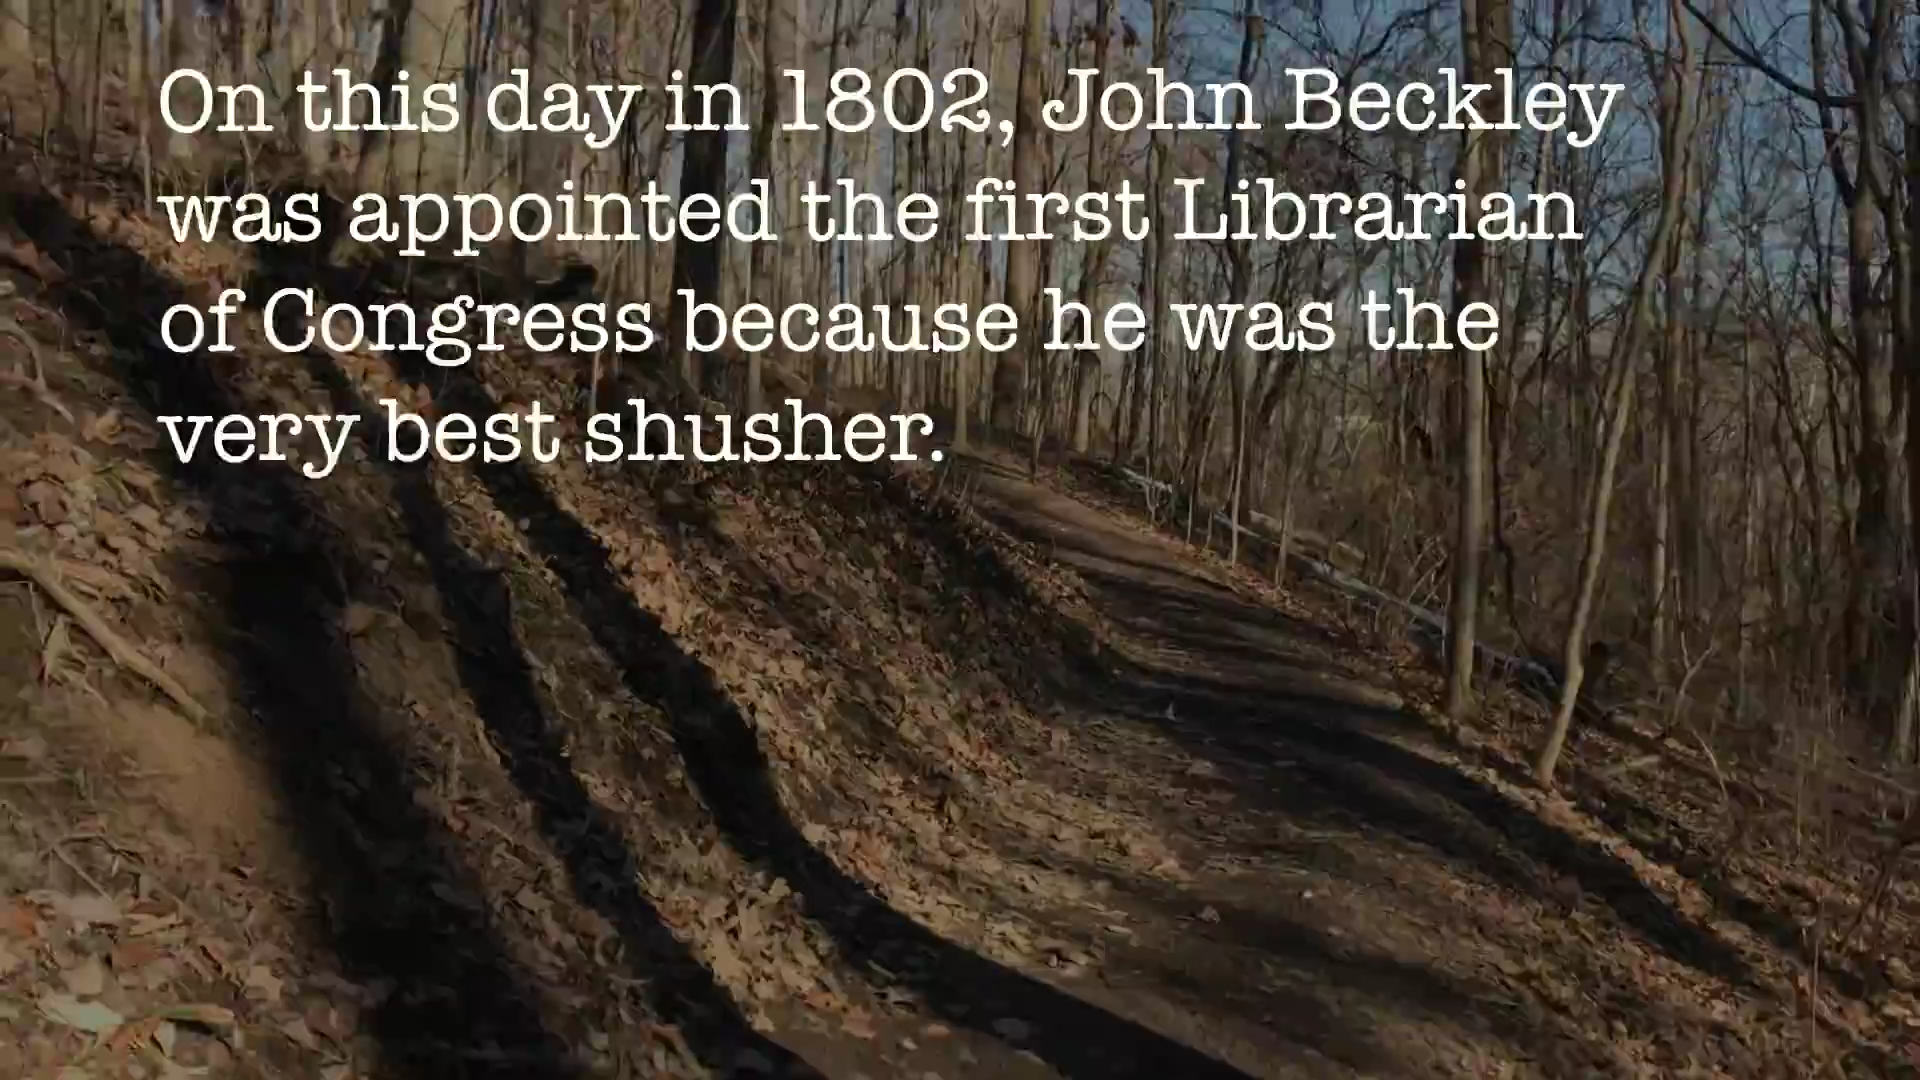 On this day in 1802, John Beckley
was appointed the first Librarian
of Congress because he was the
very best shusher.